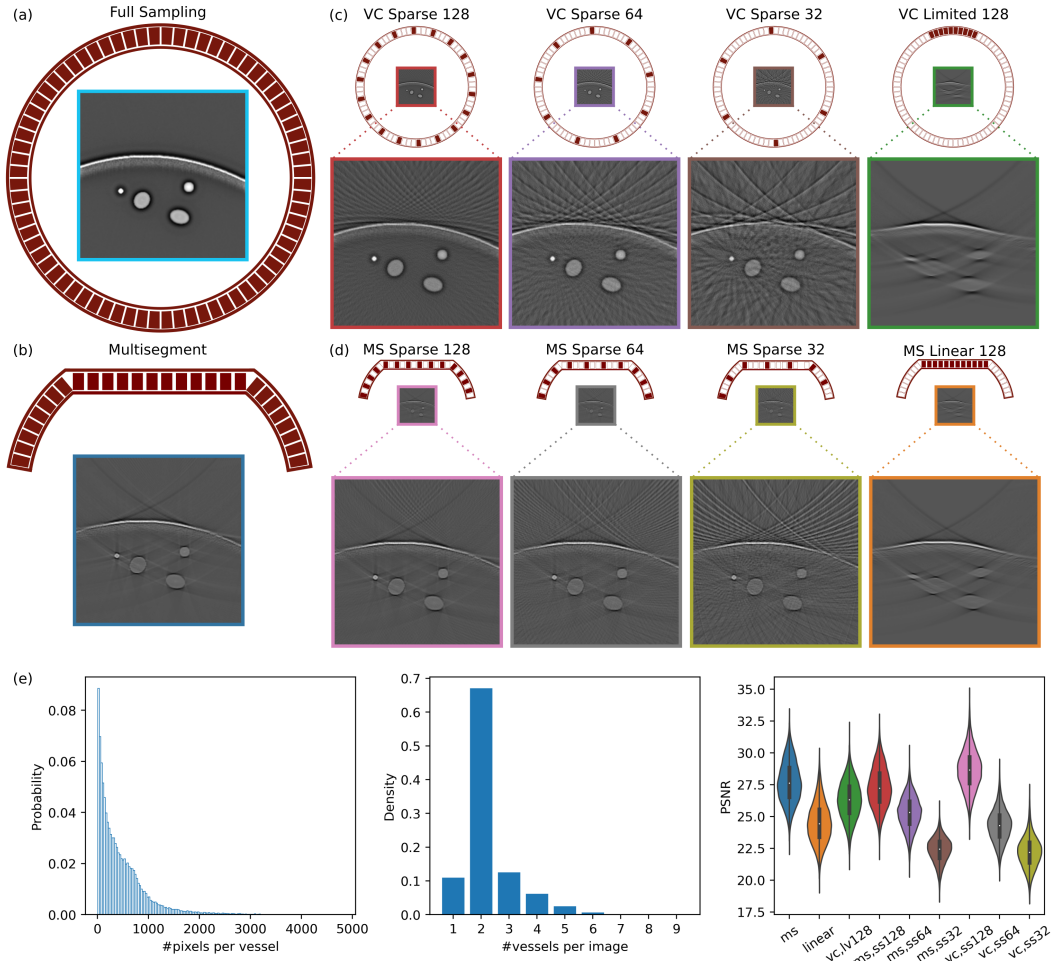 (a)
Full Sampling
(b)
Multisegment
(c)
VC Sparse 128
VC Sparse 64
VC Sparse 32
VC Limited 128
(d)
MS Sparse 128
MS Sparse 64
MS Sparse 32
MS Linear 128
(e)
Probability
0.08
0.06
0.04
0.02
0.00
0 1000 2000 3000 4000 5000
#pixels per vessel
Density
0.7
0.6
0.5
0.4
0.3
0.2
0.1
0.0
1 2 3 4 5 6 7 8 9
#vessels per image
PSNR
35.0
32.5
30.0
27.5
25.0
22.5
20.0
17.5
ms
linear
vc,lv128
ms,ss128
ms,ss64
ms,ss32
vc,ss128
vc,ss64
vc,ss32